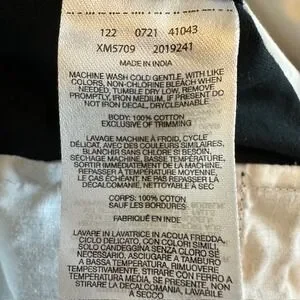 122 0721 41043
XM5709 2019241
MADE IN INDIA
MACHINE WASH COLD GENTLE, WITH LIKE
COLORS, NON-CHLORINE BLEACH WHEN
NEEDED, TUMBLE DRY LOW, REMOVE
PROMPTLY, IRON MEDIUM, IF PRESENT DO
NOT IRON DECAL, DRYCLEANABLE
BODY: 100% COTTON
EXCLUSIVE OF TRIMMING
LAVAGE MACHINE À FROID, CYCLE
DÉLICAT, AVEC DES COULEURS SIMILAIRES,
BLANCHIR SANS CHLORE SI BESOIN,
SÉCHAGE MACHINE, BASSE TEMPÉRATURE,
SORTIR IMMÉDIATEMENT DE LA MACHINE,
REPASSER À TEMPÉRATURE MOYENNE,
LE CAS ÉCHÉANT, NE PAS REPASSER LA
DÉCALCOMANIE, NETTOYABLE A SEC
CORPS: 100% COTON
SAUF LES BORDURES.
FABRIQUÉ EN INDE
LAVARE IN LAVATRICE IN ACQUA FREDDA,
CICLO DELICATO, CON COLORI SIMILI,
SOLO CANDEGGINA SENZA CLORO SE
NECESSARIO, ASCIUGARE A TAMBURO
A BASSA TEMPERATURA, RIMUOVERE
TEMPESTIVAMENTE, STIRARE CON FERRO A
TEMPERATURA MEDIA, SE PRESENTE, NON
STIRARE LA DECALCOMANIA, LAVABILE
A SECCO